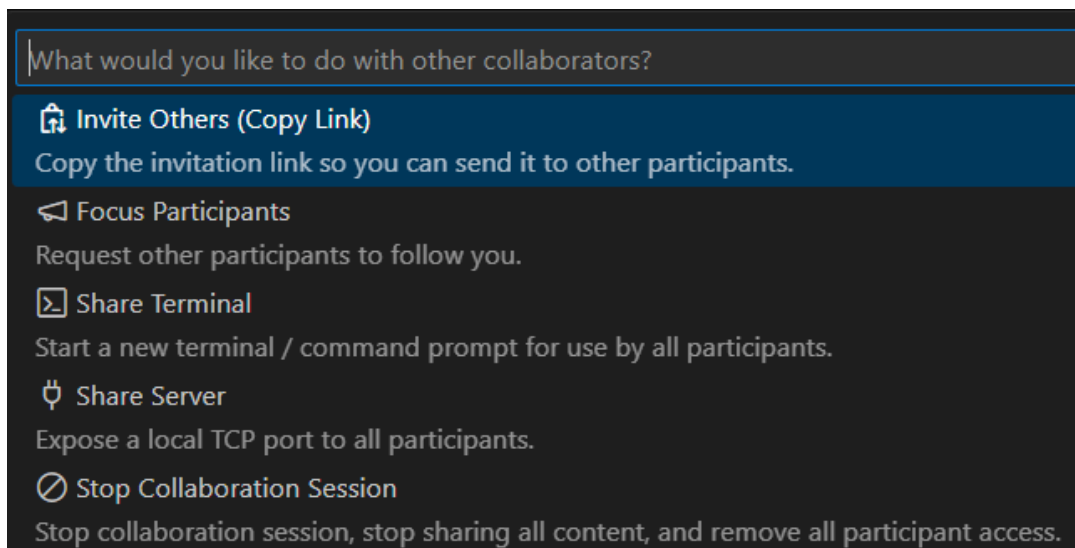 What would you like to do with other collaborators?
Invite Others (Copy Link)
Copy the invitation link so you can send it to other participants.
Focus Participants
Request other participants to follow you.
Share Terminal
Start a new terminal / command prompt for use by all participants.
Share Server
Expose a local TCP port to all participants.
Stop Collaboration Session
Stop collaboration session, stop sharing all content, and remove all participant access.